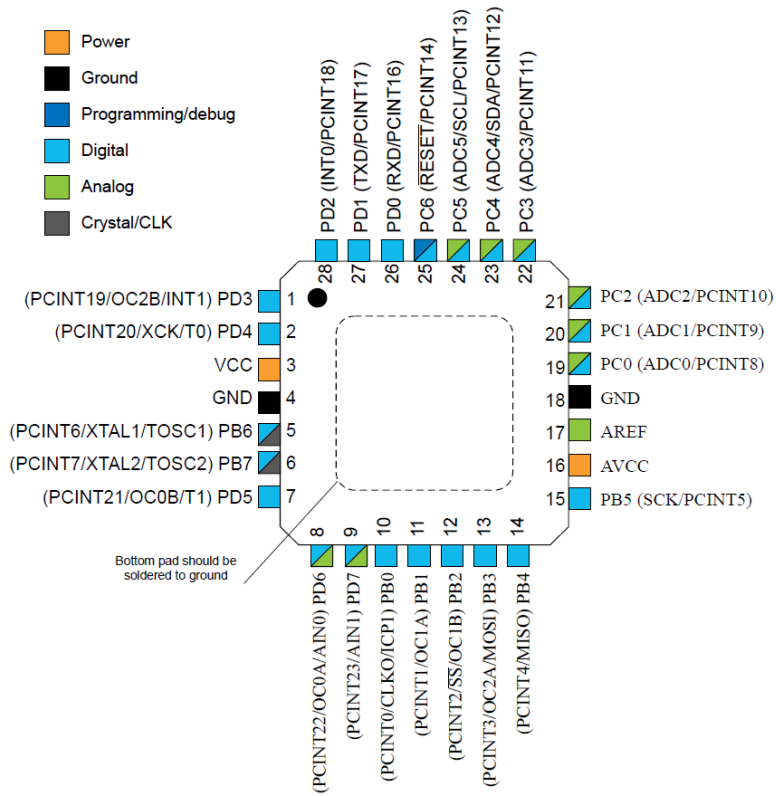 Power
Ground
Programming/debug
Digital
Analog
Crystal/CLK
PD2 (INT0/PCINT18)
PD1 (TXD/PCINT17)
PD0 (RXD/PCINT16)
PC6 (RESET/PCINT14)
PC5 (ADC5/SCL/PCINT13)
PC4 (ADC4/SDA/PCINT12)
PC3 (ADC3/PCINT11)
28
27
26
25
24
23
22
(PCINT19/OC2B/INT1) PD3
1
(PCINT20/XCK/T0) PD4
2
VCC
3
GND
4
(PCINT6/XTAL1/TOSC1) PB6
5
(PCINT7/XTAL2/TOSC2) PB7
6
(PCINT21/OC0B/T1) PD5
7
21
PC2 (ADC2/PCINT10)
20
PC1 (ADC1/PCINT9)
19
PC0 (ADC0/PCINT8)
18
GND
17
AREF
16
AVCC
15
PB5 (SCK/PCINT5)
8
9
10
11
12
13
14
Bottom pad should be
soldered to ground
(PCINT22/OC0A/AIN0) PD6
(PCINT23/AIN1) PD7
(PCINT0/CLKO/ICP1) PB0
(PCINT1/OC1A) PB1
(PCINT2/SS/OC1B) PB2
(PCINT3/OC2A/MOSI) PB3
(PCINT4/MISO) PB4